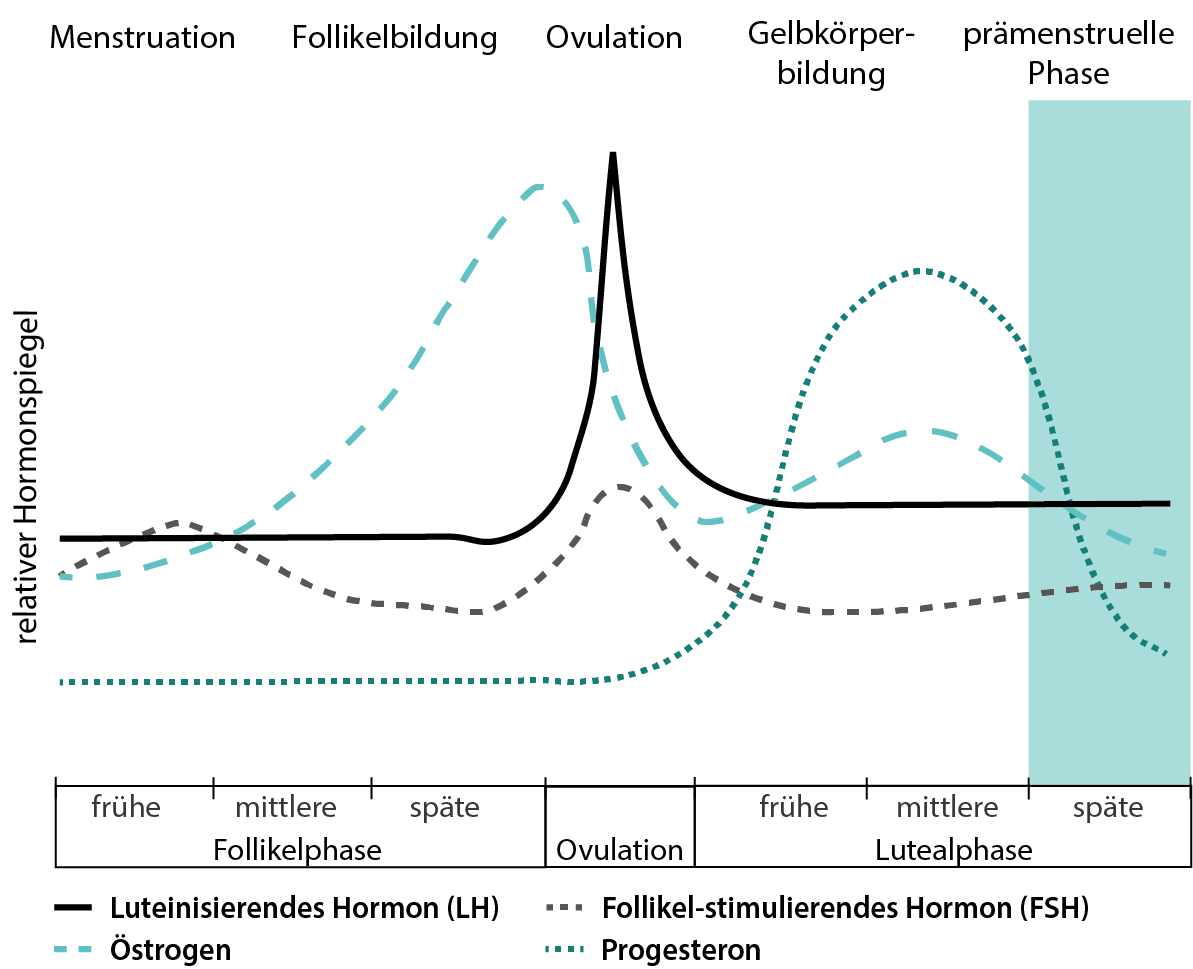 Menstruation
Follikelbildung
Ovulation
Gelbkörper-
bildung
prämenstruelle
Phase
relativer Hormonspiegel
frühe
mittlere
späte
frühe
mittlere
späte
Follikelphase
Ovulation
Lutealphase
Luteinisierendes Hormon (LH)
Follikel-stimulierendes Hormon (FSH)
Östrogen
Progesteron